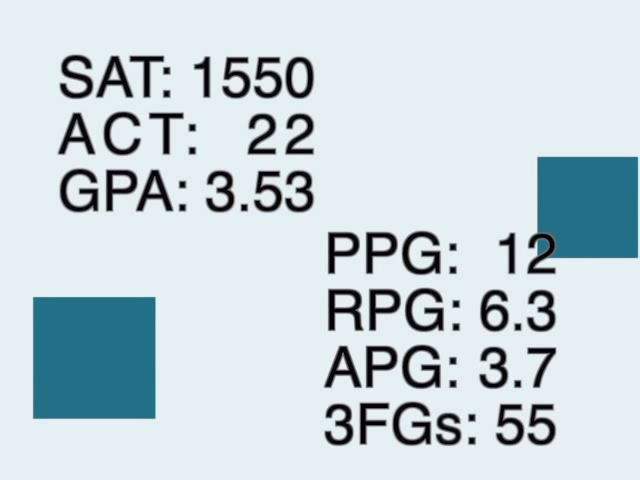 SAT: 1550
ACT: 22
GPA: 3.53
PPG: 12
RPG: 6.3
APG: 3.7
3FGs: 55